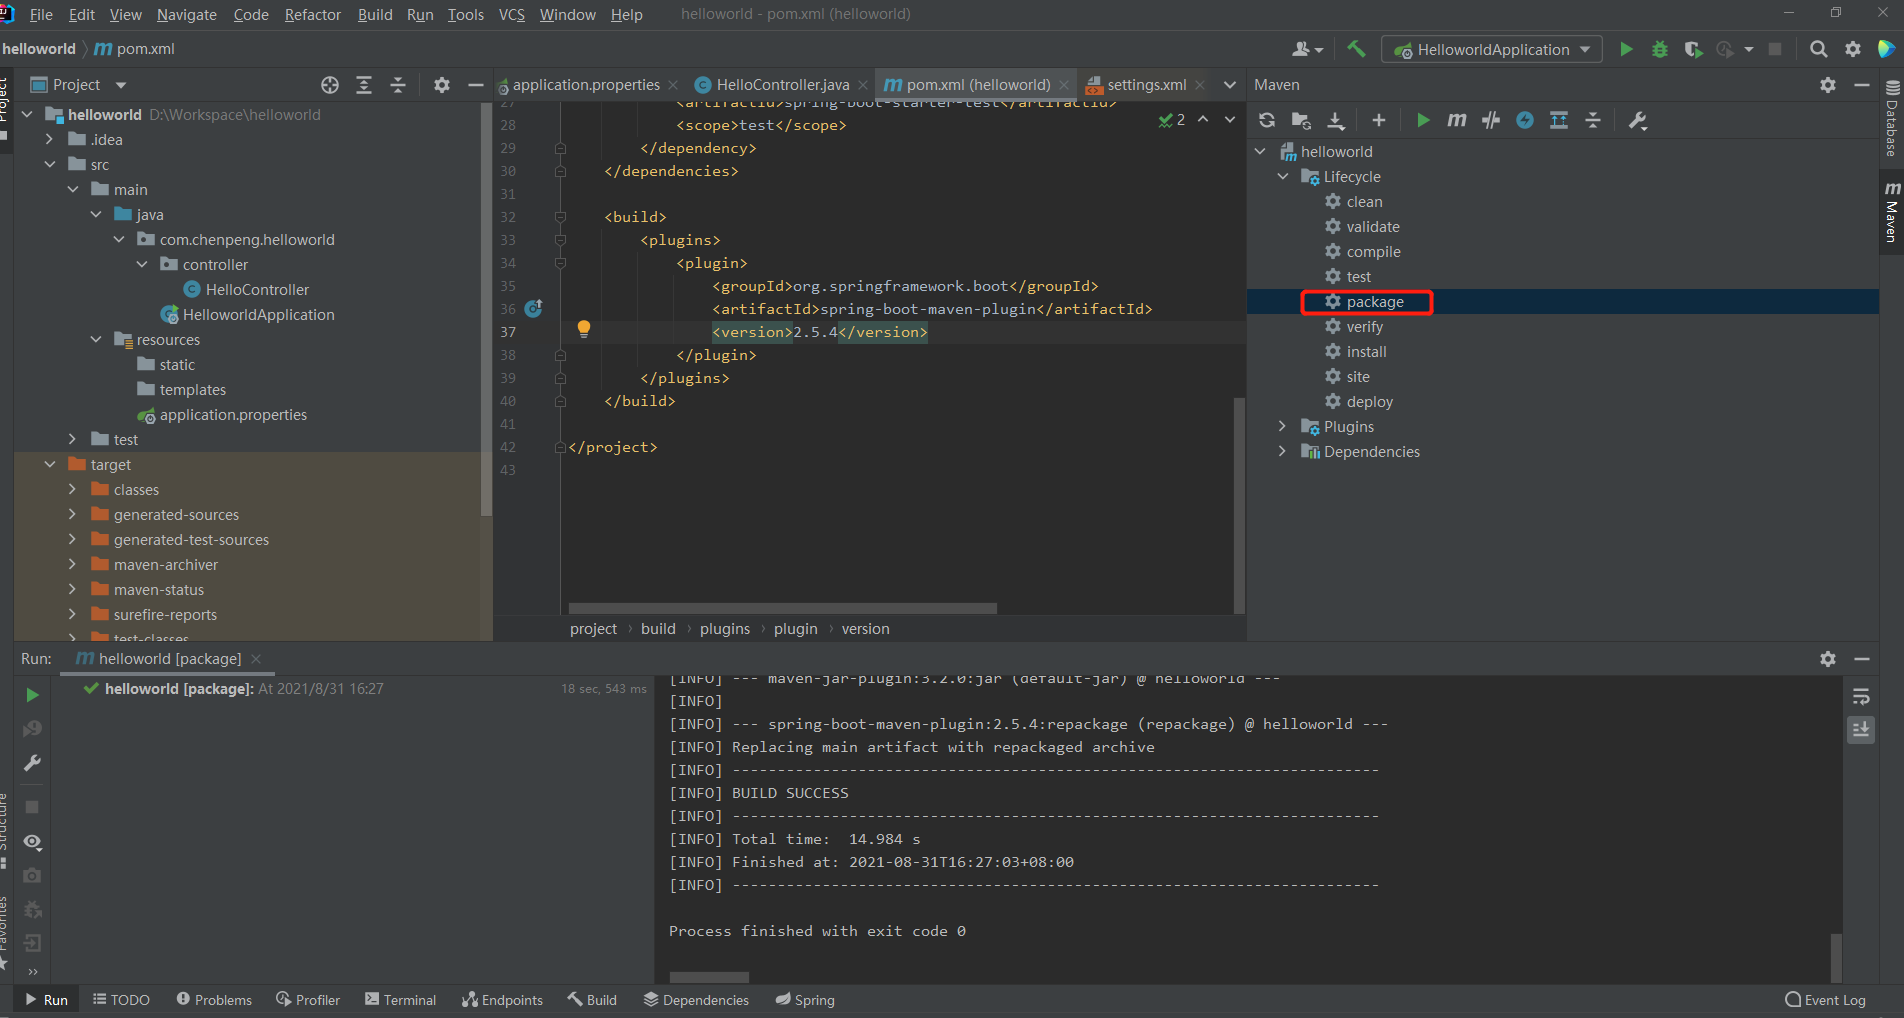 File Edit View Navigate Code Refactor Build Run Tools VCS Window Help helloworld - pom.xml (helloworld)
helloworld pom.xml
HelloworldApplication
Project
application.properties
HelloController.java
pom.xml (helloworld)
settings.xml
Maven
helloworld D:\Workspace\helloworld
.idea
src
main
java
com.chenpeng.helloworld
controller
HelloController
HelloworldApplication
resources
static
templates
application.properties
test
target
classes
generated-sources
generated-test-sources
maven-archiver
maven-status
surefire-reports
test-classes
27 <artifactId>spring-boot-starter-test</artifactId>
28 <scope>test</scope>
2
29 </dependency>
30 </dependencies>
31
32 <build>
33 <plugins>
34 <plugin>
35 <groupId>org.springframework.boot</groupId>
36 <artifactId>spring-boot-maven-plugin</artifactId>
37 <version>2.5.4</version>
38 </plugin>
39 </plugins>
40 </build>
41
42 </project>
43
project build plugins plugin version
helloworld
Lifecycle
clean
validate
compile
test
package
verify
install
site
deploy
Plugins
Dependencies
Database
Maven
Project
Structure
Favorites
Run: helloworld [package]
helloworld [package]: At 2021/8/31 16:27 18 sec, 543 ms
[INFO] --- maven-jar-plugin:3.2.0:jar (default-jar) @ helloworld ---
[INFO]
[INFO] --- spring-boot-maven-plugin:2.5.4:repackage (repackage) @ helloworld ---
[INFO] Replacing main artifact with repackaged archive
[INFO] ------------------------------------------------------------------------
[INFO] BUILD SUCCESS
[INFO] ------------------------------------------------------------------------
[INFO] Total time:  14.984 s
[INFO] Finished at: 2021-08-31T16:27:03+08:00
[INFO] ------------------------------------------------------------------------
Process finished with exit code 0
Run TODO Problems Profiler Terminal Endpoints Build Dependencies Spring Event Log